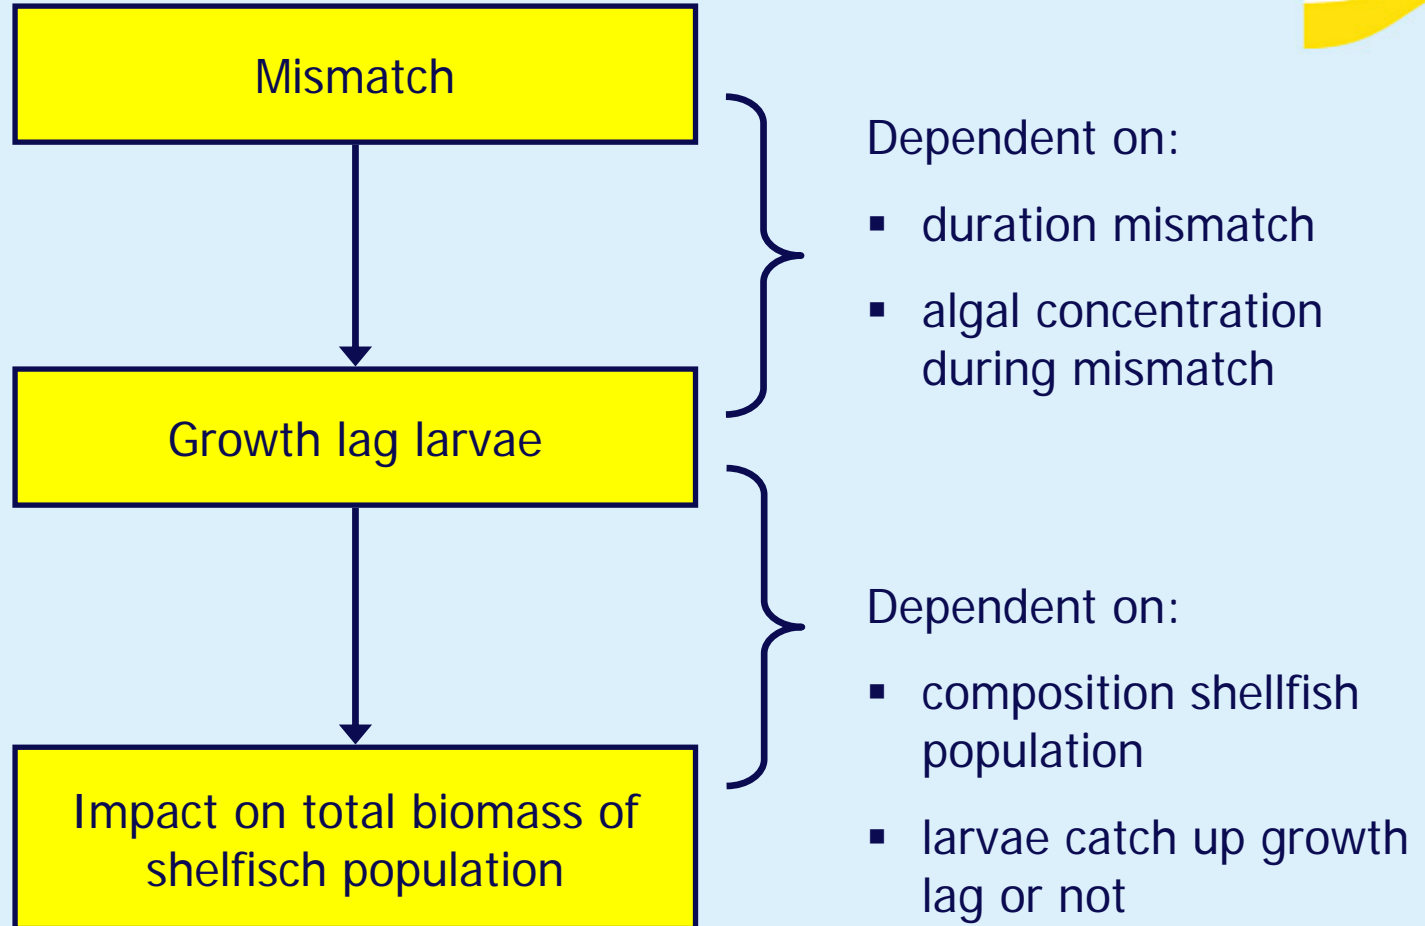 Mismatch
Dependent on:
▪ duration mismatch
▪ algal concentration
during mismatch
Growth lag larvae
Dependent on:
▪ composition shellfish
population
▪ larvae catch up growth
lag or not
Impact on total biomass of
shelfisch population